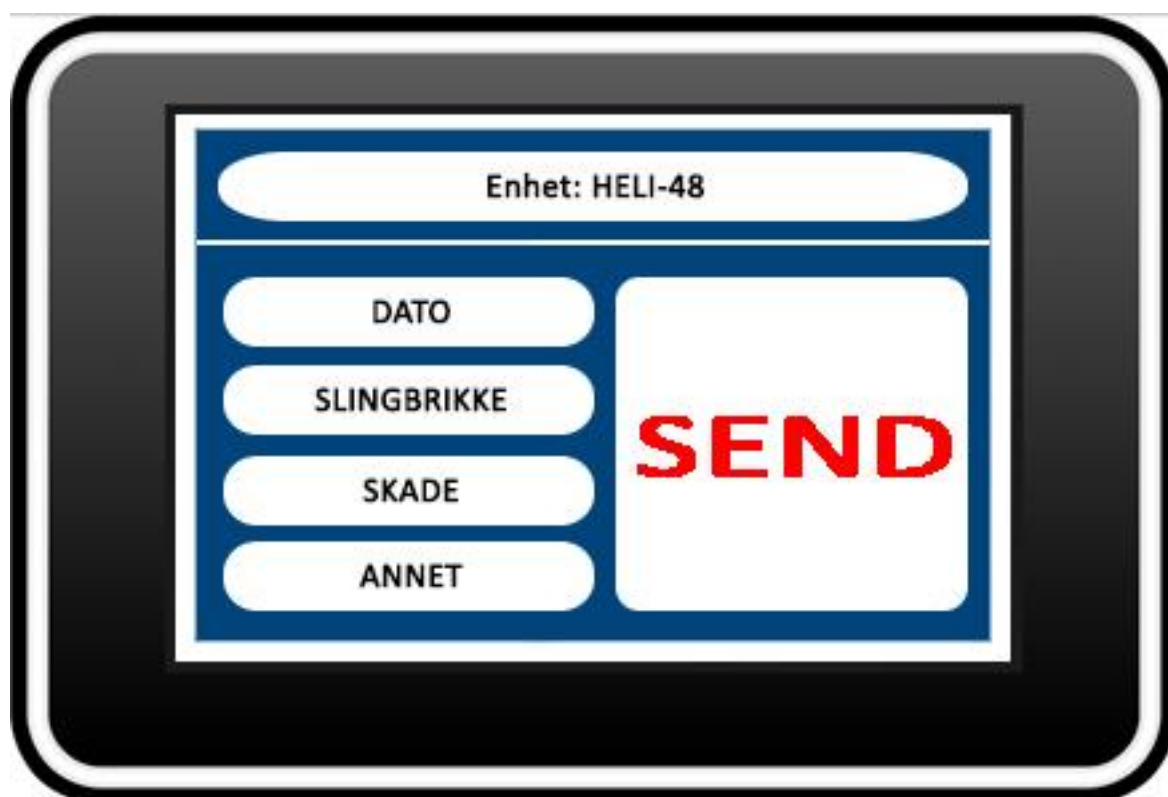 Enhet: HELI-48
DATO
SLINGBRIKKE
SKADE
ANNET
SEND